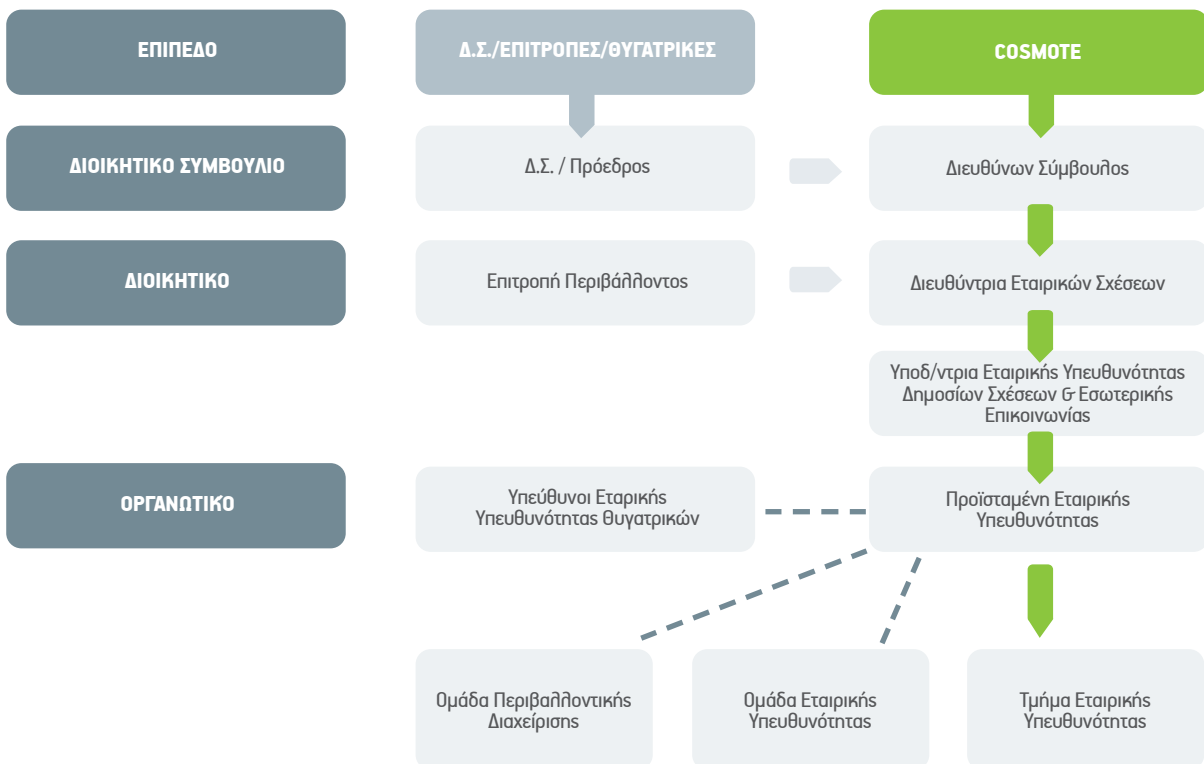 ΕΠΙΠΕΔΟ
Δ.Σ./ΕΠΙΤΡΟΠΕΣ/ΘΥΓΑΤΡΙΚΕΣ
COSMOTE
ΔΙΟΙΚΗΤΙΚΟ ΣΥΜΒΟΥΛΙΟ
Δ.Σ. / Πρόεδρος
Διευθύνων Σύμβουλος
ΔΙΟΙΚΗΤΙΚΟ
Επιτροπή Περιβάλλοντος
Διευθύντρια Εταιρικών Σχέσεων
Υποδ/ντρια Εταιρικής Υπευθυνότητας
Δημοσίων Σχέσεων & Εσωτερικής
Επικοινωνίας
ΟΡΓΑΝΩΤΙΚΟ
Υπεύθυνοι Εταρικής
Υπευθυνότητας Θυγατρικών
Προϊσταμένη Εταιρικής
Υπευθυνότητας
Ομάδα Περιβαλλοντικής
Διαχείρισης
Ομάδα Εταιρικής
Υπευθυνότητας
Τμήμα Εταιρικής
Υπευθυνότητας